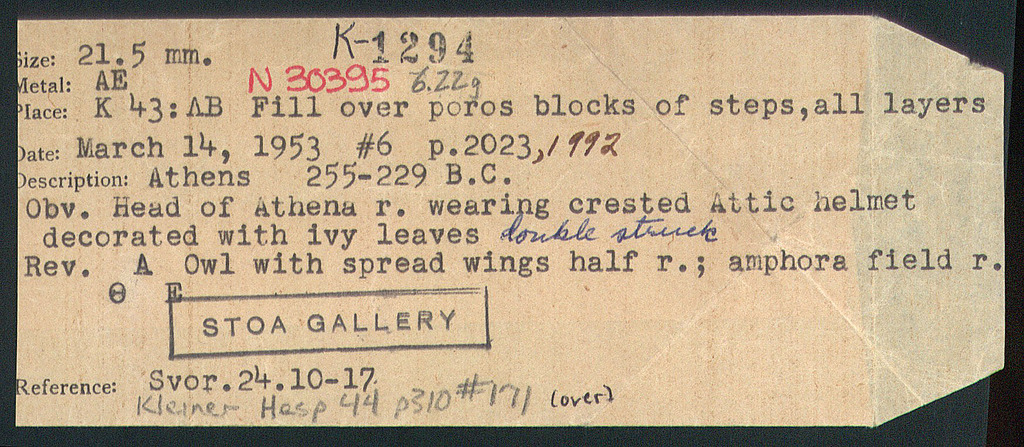 K-1294
Size: 21.5 mm.
Metal: AE N 30395 6.22g
Place: K 43:ΛB Fill over poros blocks of steps,all layers
Date: March 14, 1953 #6 p.2023,1992
Description: Athens 255-229 B.C.
Obv. Head of Athena r. wearing crested Attic helmet
decorated with ivy leaves double struck
Rev. A Owl with spread wings half r.; amphora field r.
Θ E
STOA GALLERY
Reference: Svor.24.10-17
Kleiner Hesp 44 p310 #171 (over)